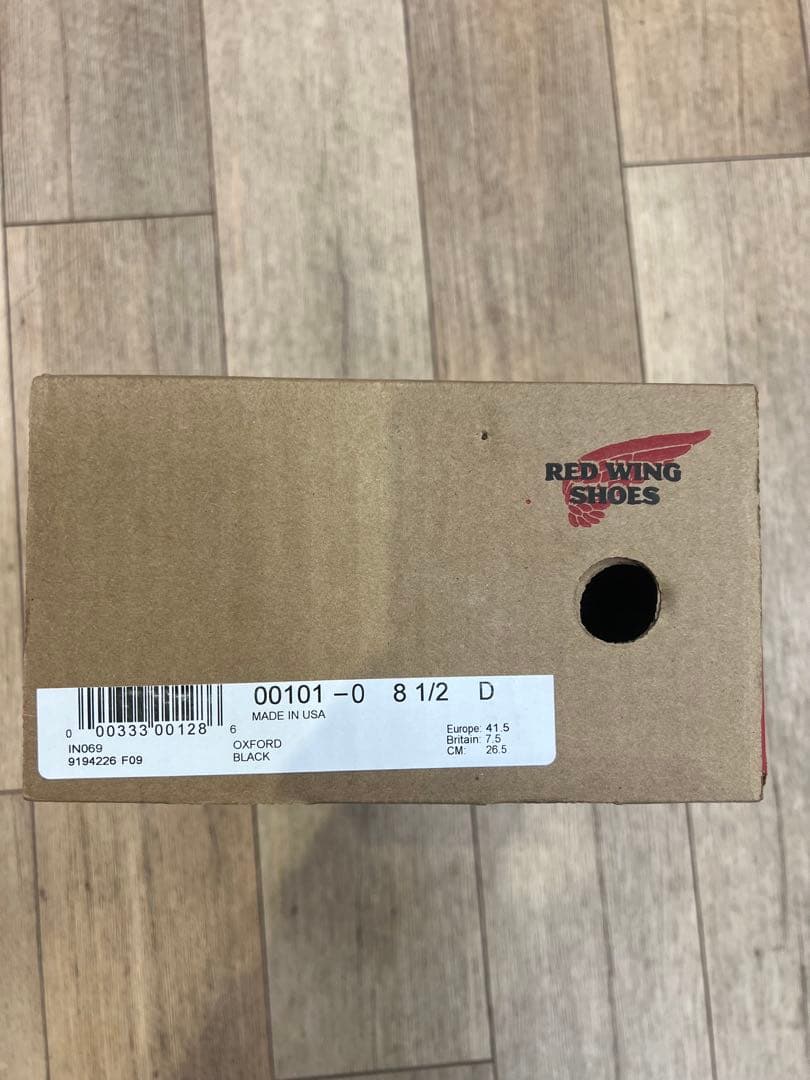 RED WING
SHOES
00101 –0 8 1/2 D
MADE IN USA
0 00333 00128 6
IN069
9194226 F09
OXFORD
BLACK
Europe: 41.5
Britain: 7.5
CM: 26.5